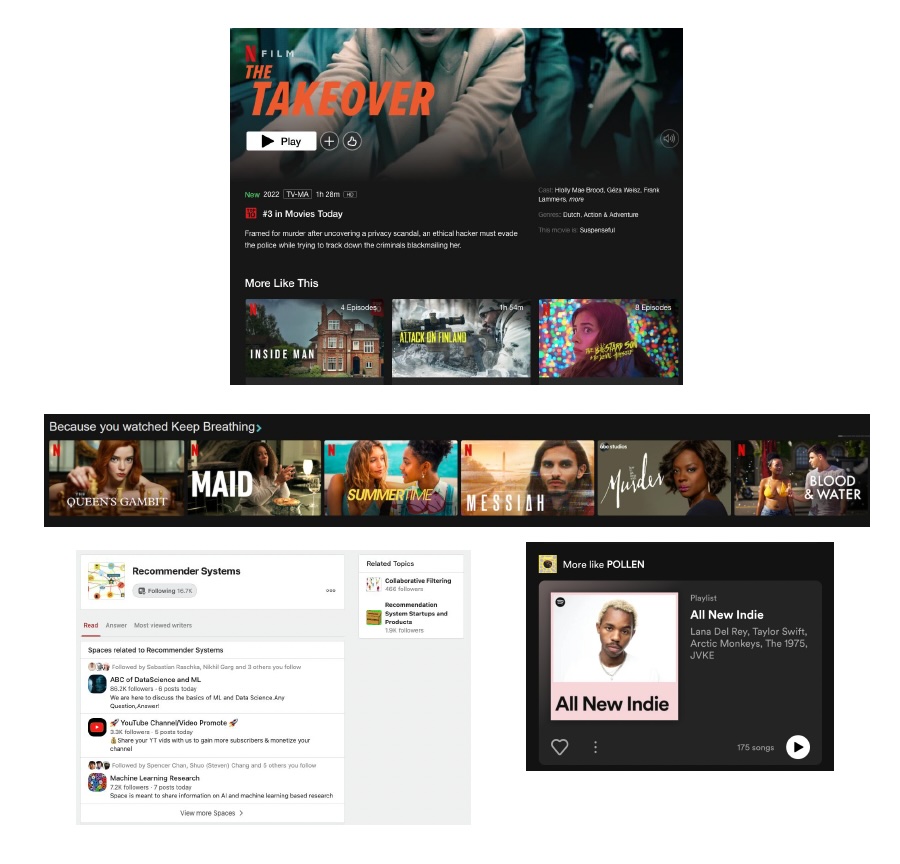 N FILM
THE
TAKEOVER
Play
New 2022 TV-MA 1h 28m HD
Cast: Holly Mae Brood, Géza Weisz, Frank
Lammers, more
Genres: Dutch, Action & Adventure
This movie is: Suspenseful
TOP 10 #3 in Movies Today
Framed for murder after uncovering a privacy scandal, an ethical hacker must evade
the police while trying to track down the criminals blackmailing her.
More Like This
N
4 Episodes
INSIDE MAN
1h 54m
ATTACK ON FINLAND
N
8 Episodes
THE BASTARD SON
Because you watched Keep Breathing
N
THE
QUEEN'S GAMBIT
N
MAID
N
SUMMERTIME
N
MESSIAH
abc studies
Murder
N
BLOOD
& WATER
Recommender Systems
Following 16.7K
Read Answer Most viewed writers
Spaces related to Recommender Systems
Followed by Sebastian Raschka, Nikhil Garg and 3 others you follow
ABC of DataScience and ML
86.2K followers · 6 posts today
We are here to discuss the basics of ML and Data Science.Any
Question,Answer!
🚀 YouTube Channel/Video Promote 🚀
3.3K followers · 5 posts today
💰Share your YT vids with us to gain more subscribers & monetize your
channel
Followed by Spencer Chan, Shuo (Steven) Chang and 5 others you follow
Machine Learning Research
7.2K followers · 7 posts today
Space is meant to share information on AI and machine learning based research
View more Spaces
Related Topics
Collaborative Filtering
466 followers
Recommendation
System Startups and
Products
1.9K followers
More like POLLEN
Playlist
All New Indie
Lana Del Rey, Taylor Swift,
Arctic Monkeys, The 1975,
JVKE
All New Indie
175 songs